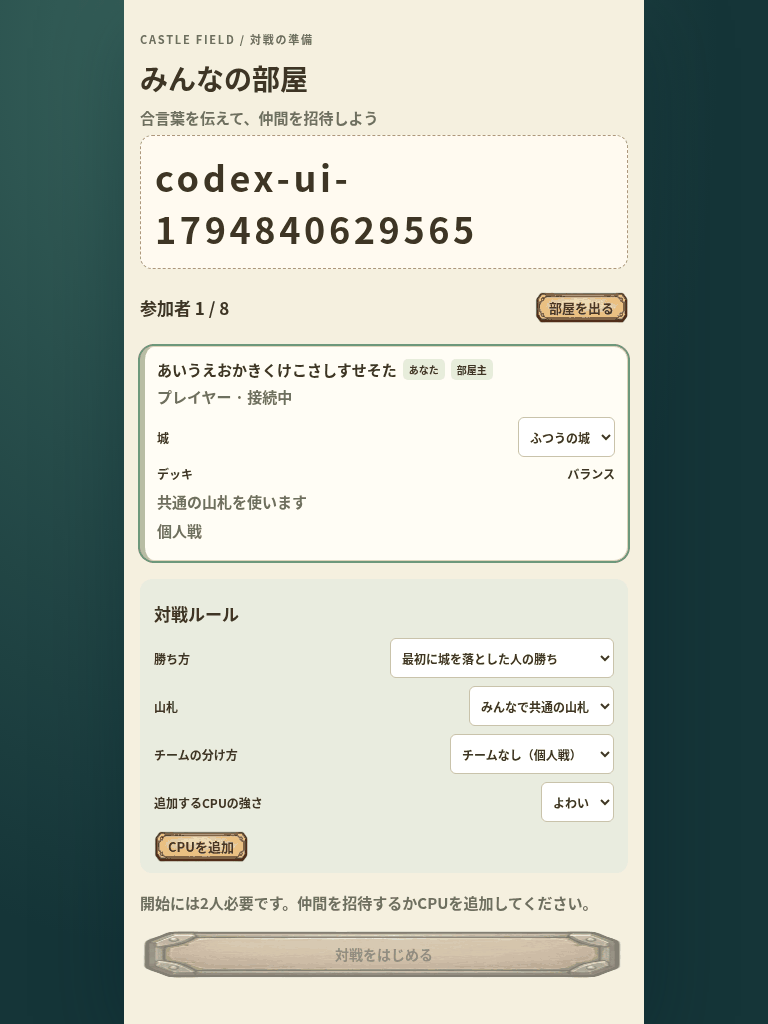 CASTLE FIELD / 対戦の準備
みんなの部屋
合言葉を伝えて、仲間を招待しよう
codex-ui-
1794840629565
参加者 1 / 8
部屋を出る
あいうえおかきくけこさしすせそた あなた 部屋主
プレイヤー・接続中
城 ふつうの城
デッキ バランス
共通の山札を使います
個人戦
対戦ルール
勝ち方 最初に城を落とした人の勝ち
山札 みんなで共通の山札
チームの分け方 チームなし（個人戦）
追加するCPUの強さ よわい
CPUを追加
開始には2人必要です。仲間を招待するかCPUを追加してください。
対戦をはじめる